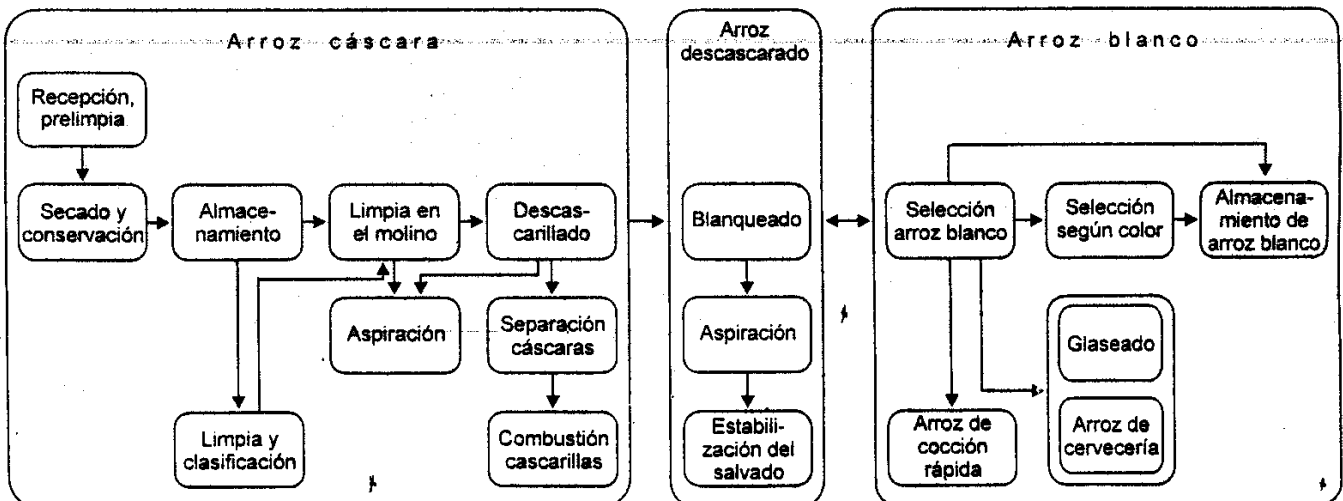 Arroz cáscara
Recepción,
prelimpia
Secado y
conservación
Almace-
namiento
Limpia en
el molino
Descas-
carillado
Aspiración
Separación
cáscaras
Limpia y
clasificación
Combustión
cascarillas
Arroz
descascarado
Blanqueado
Aspiración
Estabili-
zación del
salvado
Arroz blanco
Selección
arroz blanco
Selección
según color
Almacena-
miento de
arroz blanco
Glaseado
Arroz de
cocción
rápida
Arroz de
cervecería